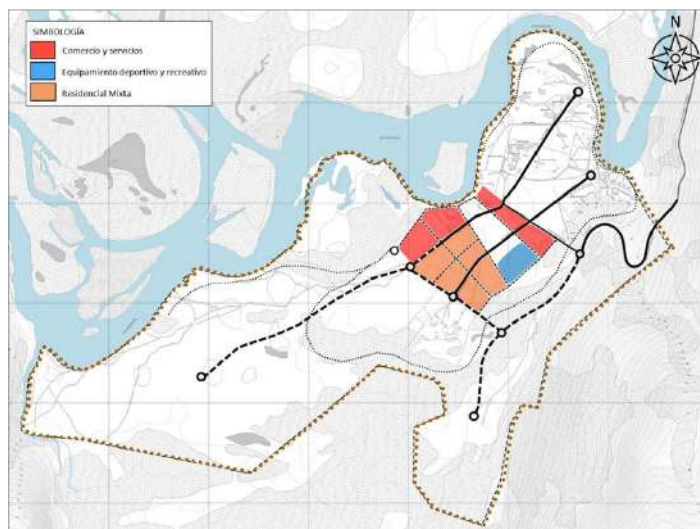 SIMBOLOGÍA
Comercio y servicios
Equipamiento deportivo y recreativo
Residencial Mixta
N